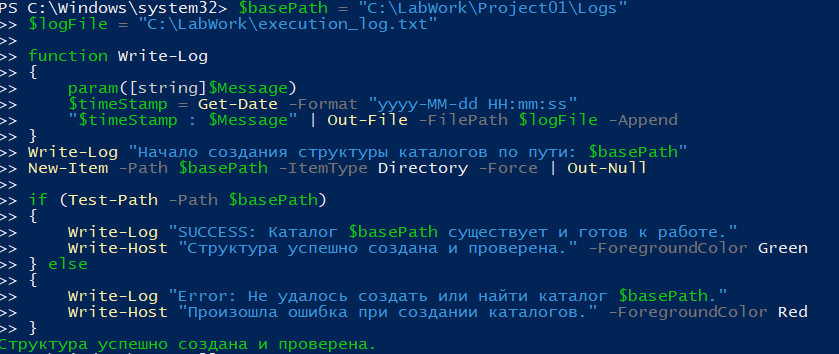 PS C:\Windows\system32> $basePath = "C:\LabWork\Project01\Logs"
>> $logFile = "C:\LabWork\execution_log.txt"
>>
>> function Write-Log
>> {
>>     param([string]$Message)
>>     $timeStamp = Get-Date -Format "yyyy-MM-dd HH:mm:ss"
>>     "$timeStamp : $Message" | Out-File -FilePath $logFile -Append
>> }
>> Write-Log "Начало создания структуры каталогов по пути: $basePath"
>> New-Item -Path $basePath -ItemType Directory -Force | Out-Null
>>
>> if (Test-Path -Path $basePath)
>> {
>>     Write-Log "SUCCESS: Каталог $basePath существует и готов к работе."
>>     Write-Host "Структура успешно создана и проверена." -ForegroundColor Green
>> } else
>> {
>>     Write-Log "Error: Не удалось создать или найти каталог $basePath."
>>     Write-Host "Произошла ошибка при создании каталогов." -ForegroundColor Red
>> }
Структура успешно создана и проверена.